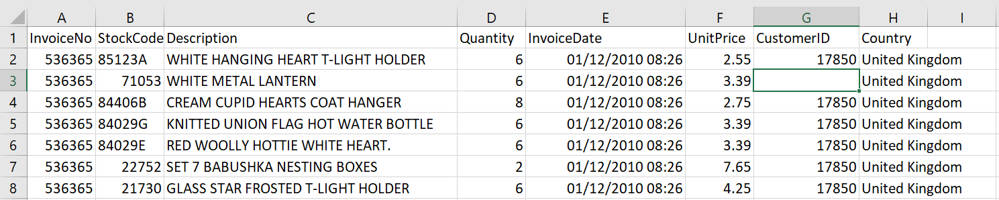 A B C D E F G H I
1 InvoiceNo StockCode Description Quantity InvoiceDate UnitPrice CustomerID Country
2 536365 85123A WHITE HANGING HEART T-LIGHT HOLDER 6 01/12/2010 08:26 2.55 17850 United Kingdom
3 536365 71053 WHITE METAL LANTERN 6 01/12/2010 08:26 3.39 United Kingdom
4 536365 84406B CREAM CUPID HEARTS COAT HANGER 8 01/12/2010 08:26 2.75 17850 United Kingdom
5 536365 84029G KNITTED UNION FLAG HOT WATER BOTTLE 6 01/12/2010 08:26 3.39 17850 United Kingdom
6 536365 84029E RED WOOLLY HOTTIE WHITE HEART. 6 01/12/2010 08:26 3.39 17850 United Kingdom
7 536365 22752 SET 7 BABUSHKA NESTING BOXES 2 01/12/2010 08:26 7.65 17850 United Kingdom
8 536365 21730 GLASS STAR FROSTED T-LIGHT HOLDER 6 01/12/2010 08:26 4.25 17850 United Kingdom